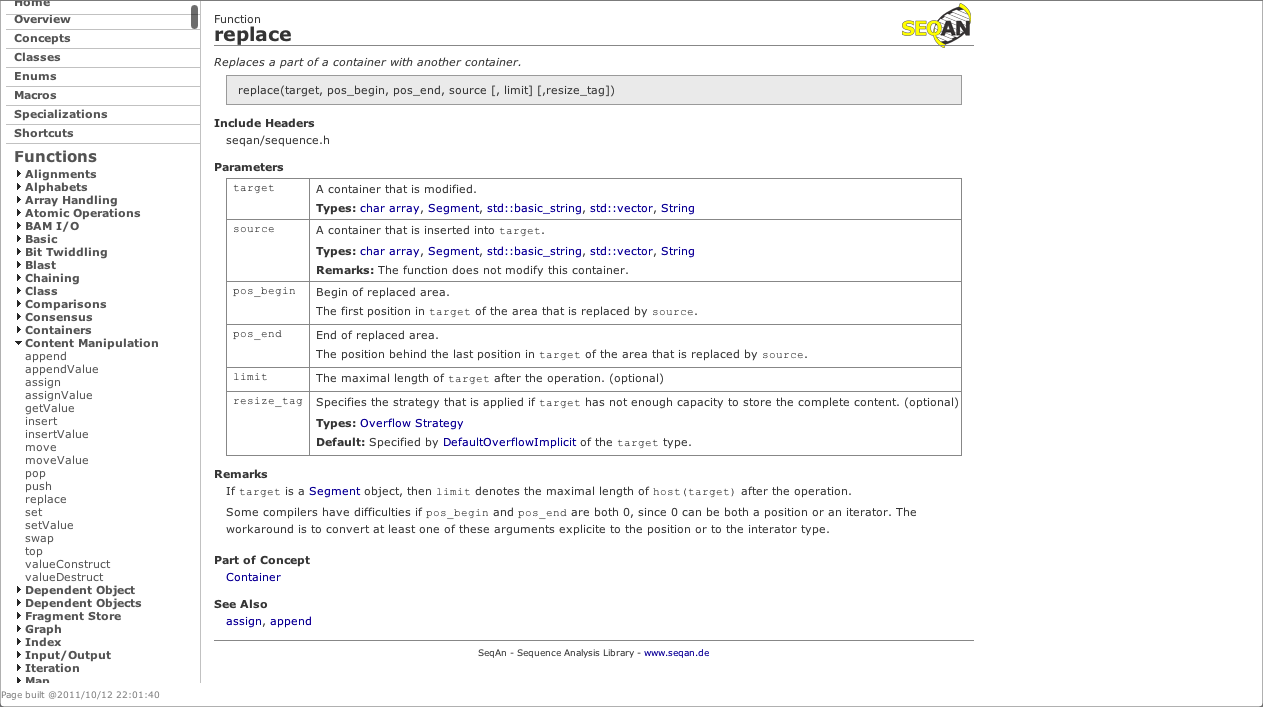 Home
Overview
Concepts
Classes
Enums
Macros
Specializations
Shortcuts
Functions
Alignments
Alphabets
Array Handling
Atomic Operations
BAM I/O
Basic
Bit Twiddling
Blast
Chaining
Class
Comparisons
Consensus
Containers
Content Manipulation
append
appendValue
assign
assignValue
getValue
insert
insertValue
move
moveValue
pop
push
replace
set
setValue
swap
top
valueConstruct
valueDestruct
Dependent Object
Dependent Objects
Fragment Store
Graph
Index
Input/Output
Iteration
Map
Page built @2011/10/12 22:01:40
Function
replace
SEQAN
Replaces a part of a container with another container.
replace(target, pos_begin, pos_end, source [, limit] [,resize_tag])
Include Headers
seqan/sequence.h
Parameters
target
A container that is modified.
Types: char array, Segment, std::basic_string, std::vector, String
source
A container that is inserted into target.
Types: char array, Segment, std::basic_string, std::vector, String
Remarks: The function does not modify this container.
pos_begin
Begin of replaced area.
The first position in target of the area that is replaced by source.
pos_end
End of replaced area.
The position behind the last position in target of the area that is replaced by source.
limit
The maximal length of target after the operation. (optional)
resize_tag
Specifies the strategy that is applied if target has not enough capacity to store the complete content. (optional)
Types: Overflow Strategy
Default: Specified by DefaultOverflowImplicit of the target type.
Remarks
If target is a Segment object, then limit denotes the maximal length of host(target) after the operation.
Some compilers have difficulties if pos_begin and pos_end are both 0, since 0 can be both a position or an iterator. The
workaround is to convert at least one of these arguments explicite to the position or to the interator type.
Part of Concept
Container
See Also
assign, append
SeqAn - Sequence Analysis Library - www.seqan.de